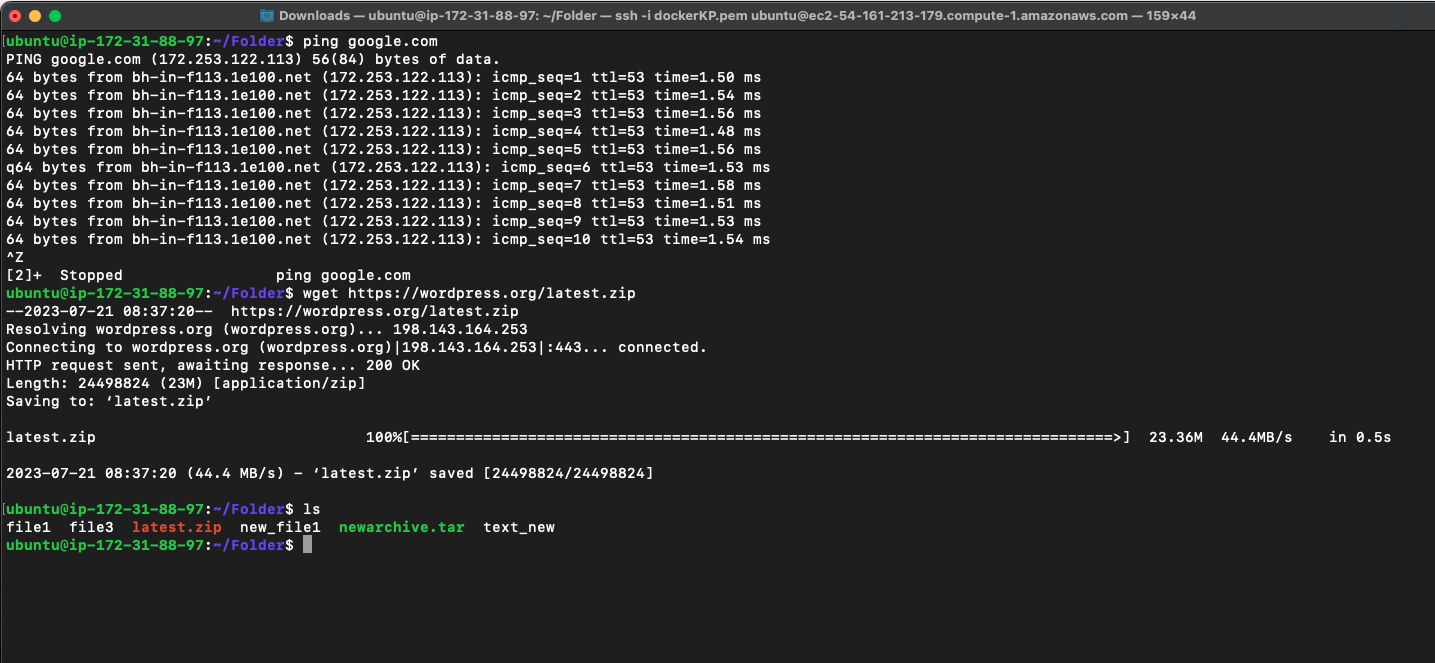 Downloads — ubuntu@ip-172-31-88-97: ~/Folder — ssh -i dockerKP.pem ubuntu@ec2-54-161-213-179.compute-1.amazonaws.com — 159×44
[ubuntu@ip-172-31-88-97:~/Folder$ ping google.com
PING google.com (172.253.122.113) 56(84) bytes of data.
64 bytes from bh-in-f113.1e100.net (172.253.122.113): icmp_seq=1 ttl=53 time=1.50 ms
64 bytes from bh-in-f113.1e100.net (172.253.122.113): icmp_seq=2 ttl=53 time=1.54 ms
64 bytes from bh-in-f113.1e100.net (172.253.122.113): icmp_seq=3 ttl=53 time=1.56 ms
64 bytes from bh-in-f113.1e100.net (172.253.122.113): icmp_seq=4 ttl=53 time=1.48 ms
64 bytes from bh-in-f113.1e100.net (172.253.122.113): icmp_seq=5 ttl=53 time=1.56 ms
q64 bytes from bh-in-f113.1e100.net (172.253.122.113): icmp_seq=6 ttl=53 time=1.53 ms
64 bytes from bh-in-f113.1e100.net (172.253.122.113): icmp_seq=7 ttl=53 time=1.58 ms
64 bytes from bh-in-f113.1e100.net (172.253.122.113): icmp_seq=8 ttl=53 time=1.51 ms
64 bytes from bh-in-f113.1e100.net (172.253.122.113): icmp_seq=9 ttl=53 time=1.53 ms
64 bytes from bh-in-f113.1e100.net (172.253.122.113): icmp_seq=10 ttl=53 time=1.54 ms
^Z
[2]+  Stopped                 ping google.com
ubuntu@ip-172-31-88-97:~/Folder$ wget https://wordpress.org/latest.zip
--2023-07-21 08:37:20--  https://wordpress.org/latest.zip
Resolving wordpress.org (wordpress.org)... 198.143.164.253
Connecting to wordpress.org (wordpress.org)|198.143.164.253|:443... connected.
HTTP request sent, awaiting response... 200 OK
Length: 24498824 (23M) [application/zip]
Saving to: ‘latest.zip’
latest.zip                              100%[==============================================================================>]  23.36M  44.4MB/s    in 0.5s
2023-07-21 08:37:20 (44.4 MB/s) - ‘latest.zip’ saved [24498824/24498824]
[ubuntu@ip-172-31-88-97:~/Folder$ ls
file1  file3  latest.zip  new_file1  newarchive.tar  text_new
ubuntu@ip-172-31-88-97:~/Folder$